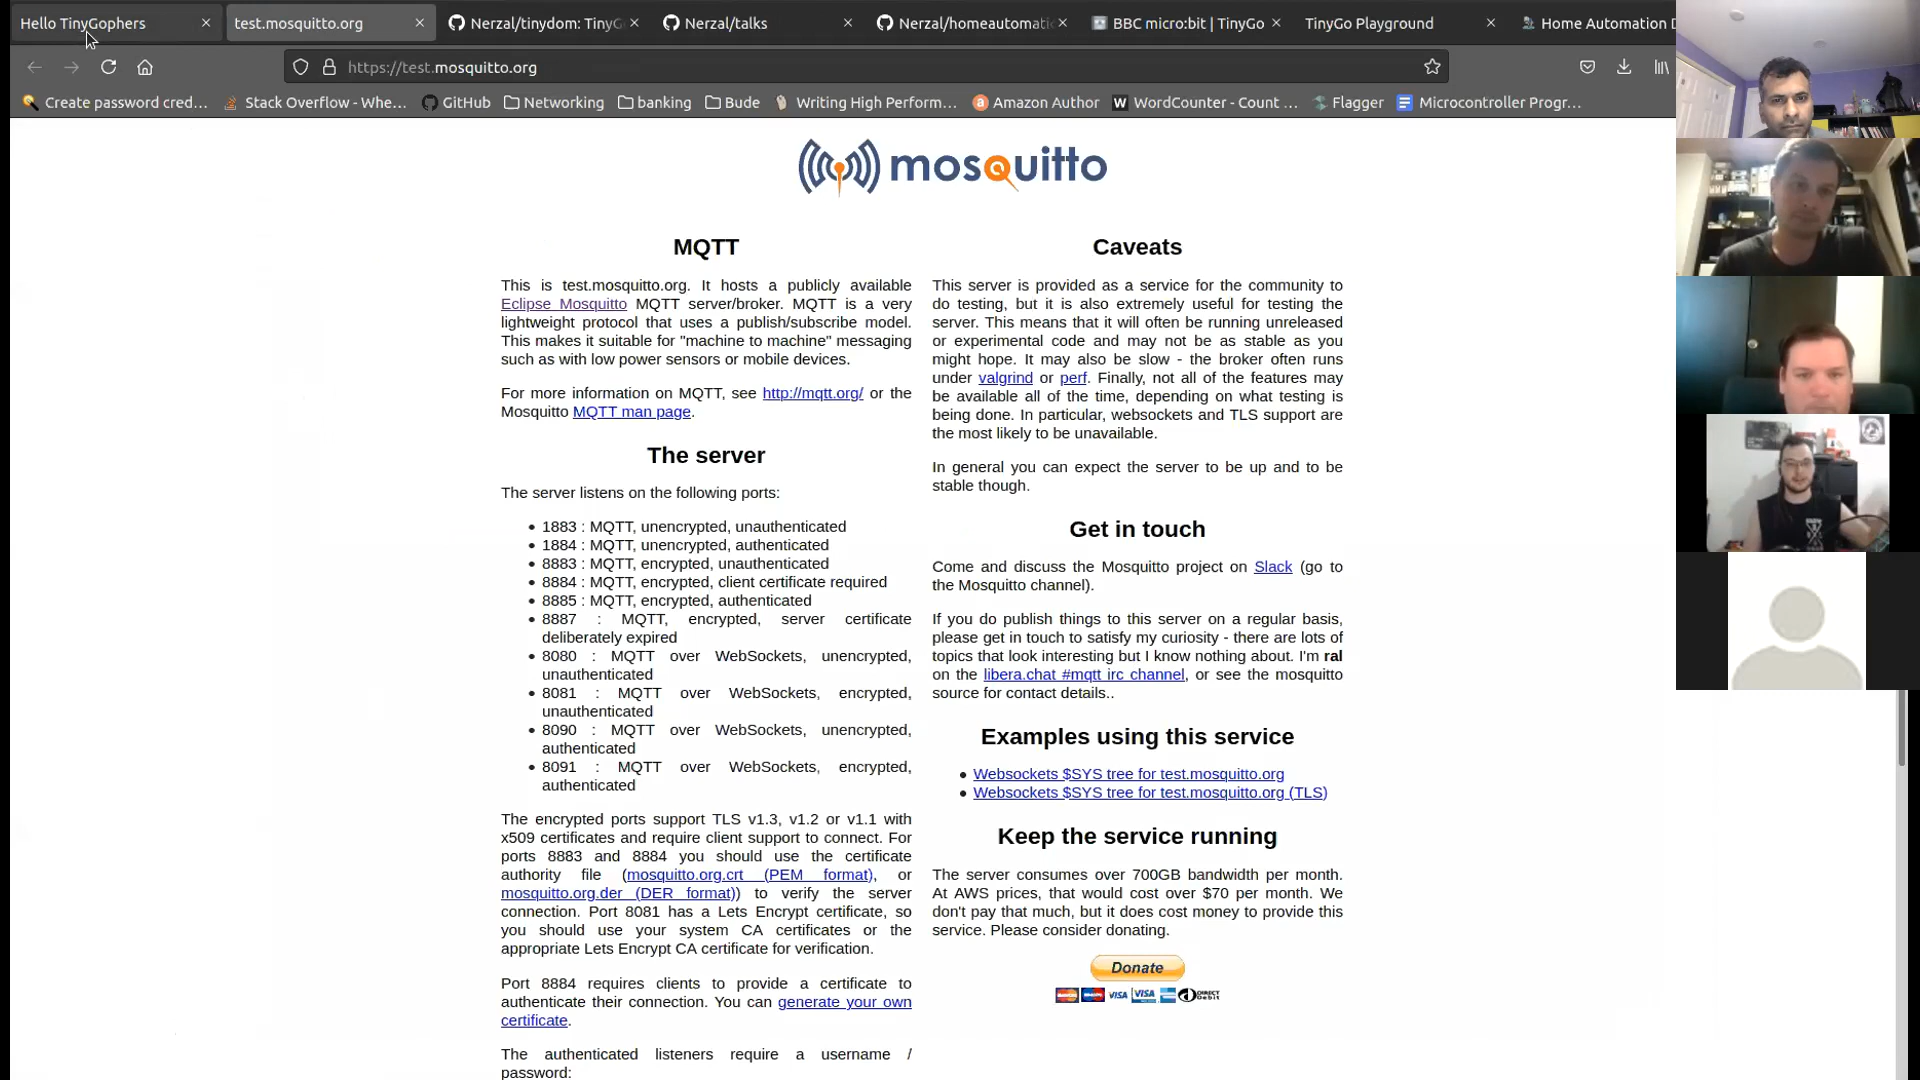 Hello TinyGophers
test.mosquitto.org
Nerzal/tinydom: TinyG
Nerzal/talks
Nerzal/homeautomati
BBC micro:bit | TinyGo
TinyGo Playground
Home Automation D
https://test.mosquitto.org
Create password cred...
Stack Overflow - Whe...
GitHub
Networking
banking
Bude
Writing High Perform...
Amazon Author
WordCounter - Count ...
Flagger
Microcontroller Progr...
mosquitto
MQTT
This is test.mosquitto.org. It hosts a publicly available
Eclipse Mosquitto MQTT server/broker. MQTT is a very
lightweight protocol that uses a publish/subscribe model.
This makes it suitable for "machine to machine" messaging
such as with low power sensors or mobile devices.
For more information on MQTT, see http://mqtt.org/ or the
Mosquitto MQTT man page.
The server
The server listens on the following ports:
• 1883 : MQTT, unencrypted, unauthenticated
• 1884 : MQTT, unencrypted, authenticated
• 8883 : MQTT, encrypted, unauthenticated
• 8884 : MQTT, encrypted, client certificate required
• 8885 : MQTT, encrypted, authenticated
• 8887 : MQTT, encrypted, server certificate
deliberately expired
• 8080 : MQTT over WebSockets, unencrypted,
unauthenticated
• 8081 : MQTT over WebSockets, encrypted,
unauthenticated
• 8090 : MQTT over WebSockets, unencrypted,
authenticated
• 8091 : MQTT over WebSockets, encrypted,
authenticated
The encrypted ports support TLS v1.3, v1.2 or v1.1 with
x509 certificates and require client support to connect. For
ports 8883 and 8884 you should use the certificate
authority file (mosquitto.org.crt (PEM format), or
mosquitto.org.der (DER format)) to verify the server
connection. Port 8081 has a Lets Encrypt certificate, so
you should use your system CA certificates or the
appropriate Lets Encrypt CA certificate for verification.
Port 8884 requires clients to provide a certificate to
authenticate their connection. You can generate your own
certificate.
The authenticated listeners require a username /
password:
Caveats
This server is provided as a service for the community to
do testing, but it is also extremely useful for testing the
server. This means that it will often be running unreleased
or experimental code and may not be as stable as you
might hope. It may also be slow - the broker often runs
under valgrind or perf. Finally, not all of the features may
be available all of the time, depending on what testing is
being done. In particular, websockets and TLS support are
the most likely to be unavailable.
In general you can expect the server to be up and to be
stable though.
Get in touch
Come and discuss the Mosquitto project on Slack (go to
the Mosquitto channel).
If you do publish things to this server on a regular basis,
please get in touch to satisfy my curiosity - there are lots of
topics that look interesting but I know nothing about. I'm ral
on the libera.chat #mqtt irc channel, or see the mosquitto
source for contact details..
Examples using this service
• Websockets $SYS tree for test.mosquitto.org
• Websockets $SYS tree for test.mosquitto.org (TLS)
Keep the service running
The server consumes over 700GB bandwidth per month.
At AWS prices, that would cost over $70 per month. We
don't pay that much, but it does cost money to provide this
service. Please consider donating.
Donate
VISA
DIRECT
Debit